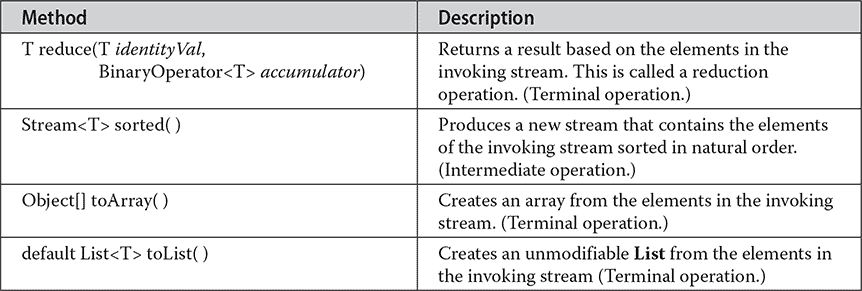 Method Description
T reduce(T identityVal, Returns a result based on the elements in the
BinaryOperator<T> accumulator) invoking stream. This is called a reduction
operation. (Terminal operation.)
Stream<T> sorted( ) Produces a new stream that contains the elements
of the invoking stream sorted in natural order.
(Intermediate operation.)
Object[] toArray( ) Creates an array from the elements in the invoking
stream. (Terminal operation.)
default List<T> toList( ) Creates an unmodifiable List from the elements in
the invoking stream (Terminal operation.)